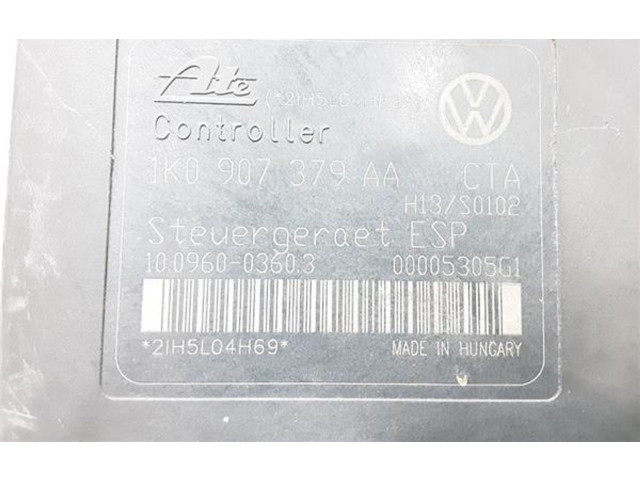 Ate (*2IH5L04H69*)
Controller
1K0 907 379 AA CTA
H13/S0102
Steuergeraet ESP
10.0960-0360.3 00005305G1
*2IH5L04H69* MADE IN HUNGARY